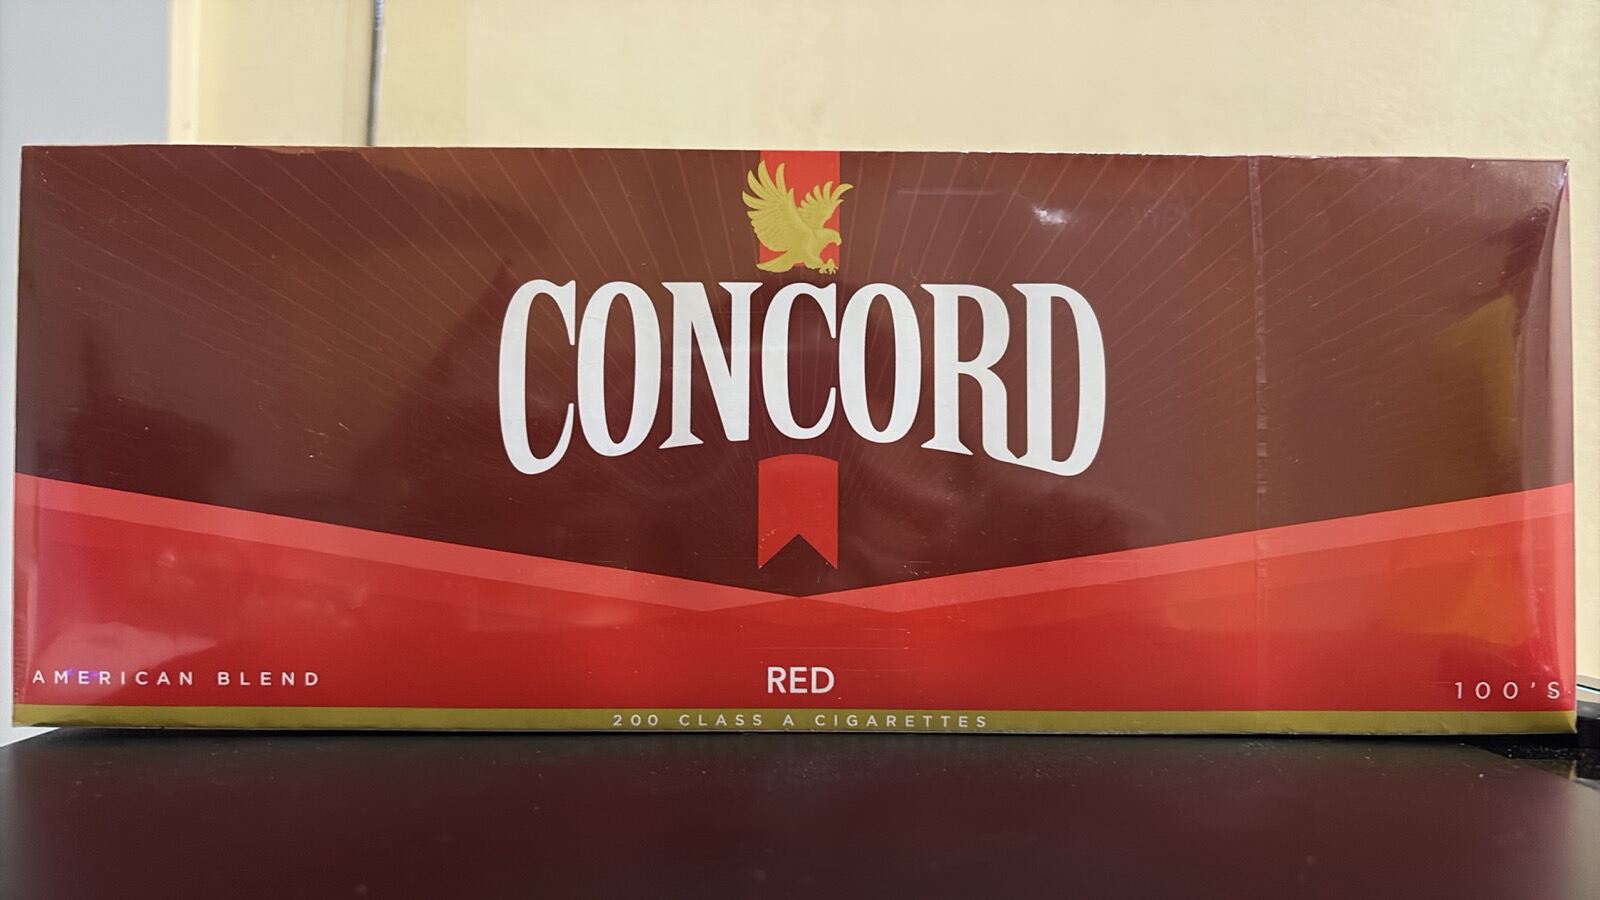 CONCORD
RED
AMERICAN BLEND
100'S
200 CLASS A CIGARETTES